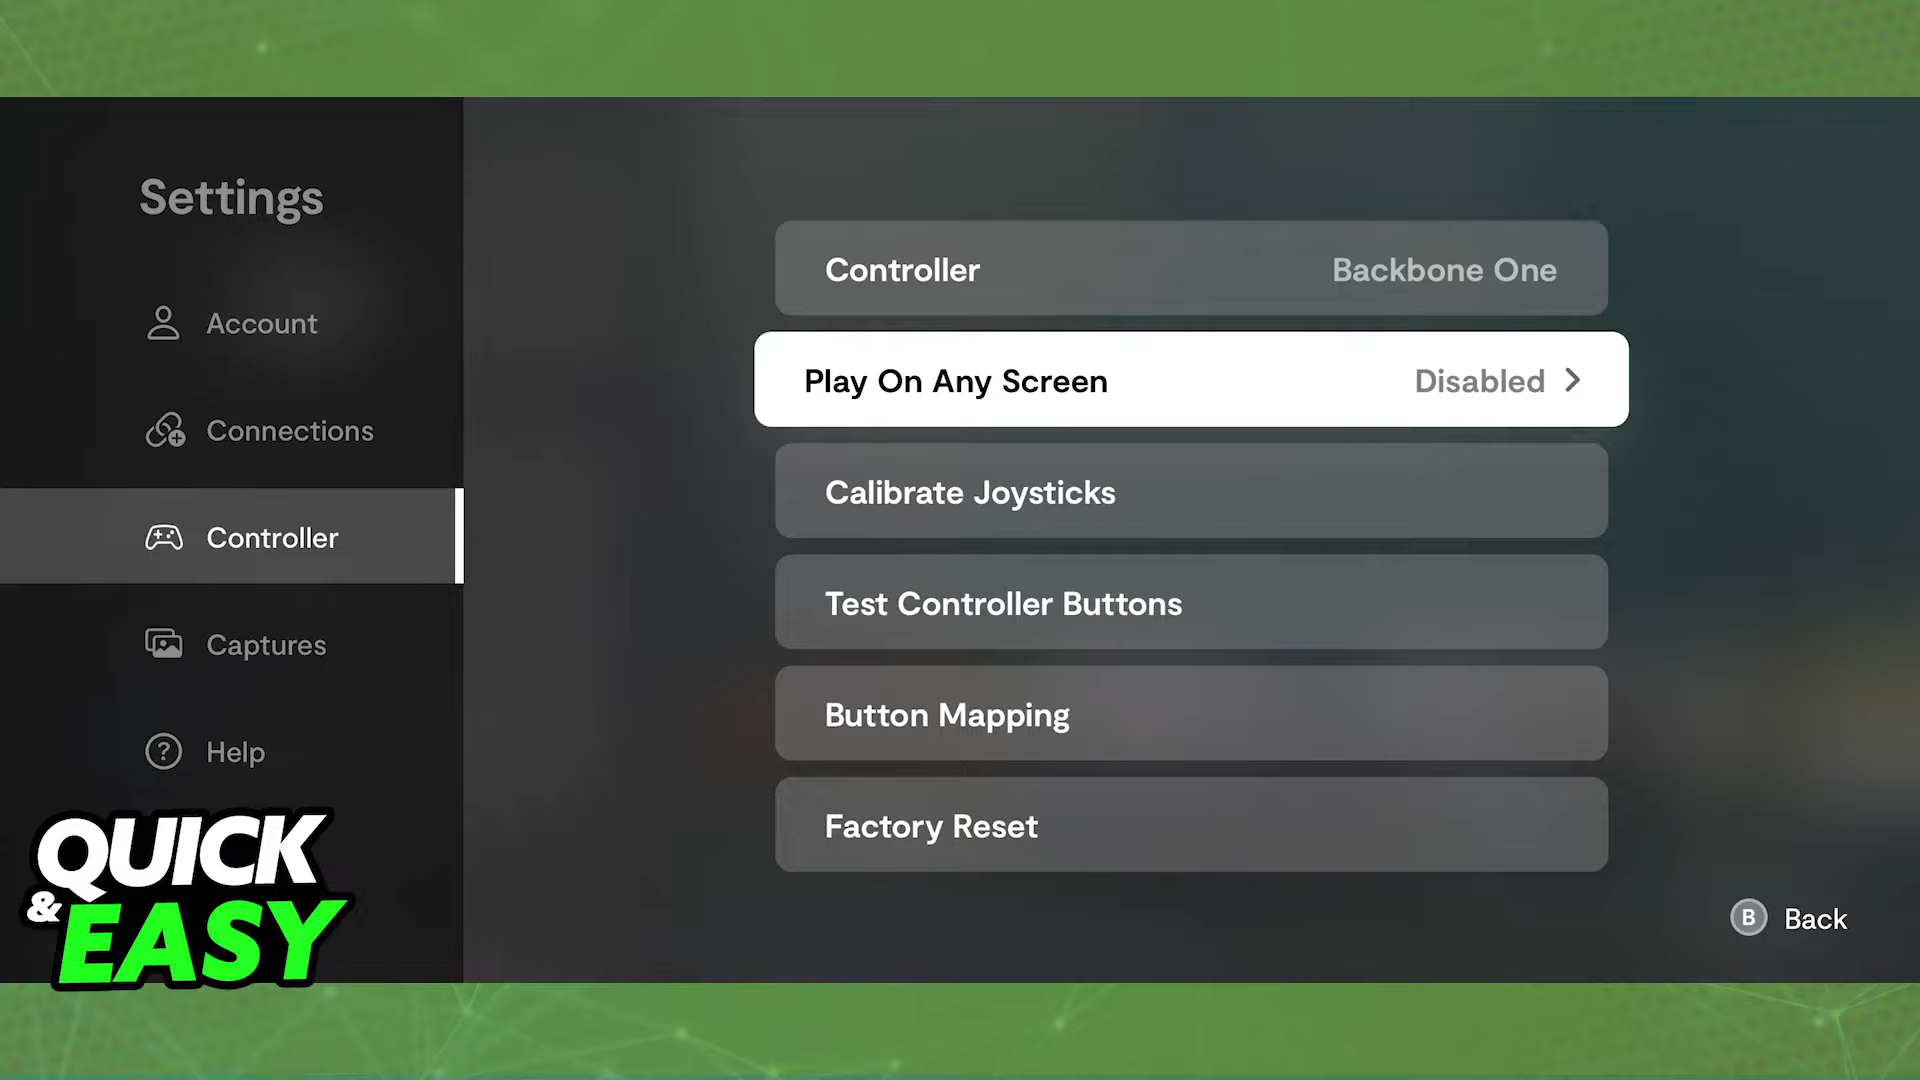 Settings
Account
Connections
Controller
Captures
Help
Controller Backbone One
Play On Any Screen Disabled
Calibrate Joysticks
Test Controller Buttons
Button Mapping
Factory Reset
B Back
QUICK
&EASY